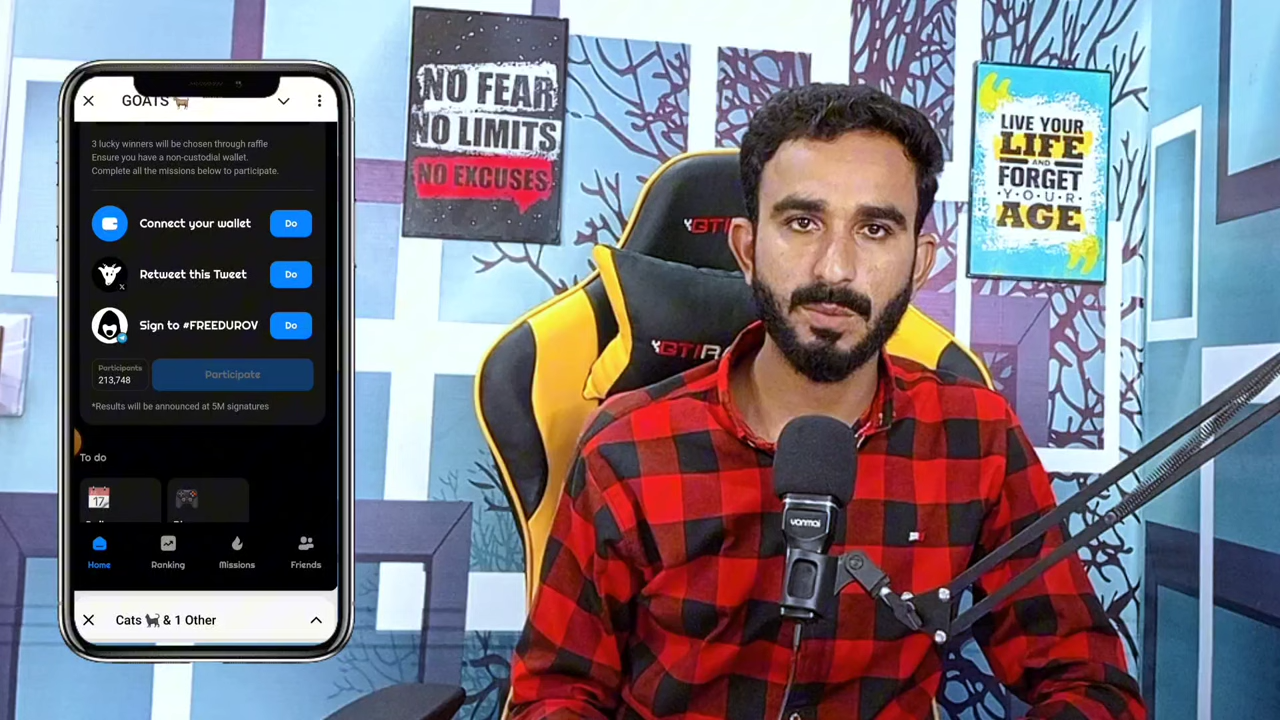 GOATS
3 lucky winners will be chosen through raffle
Ensure you have a non-custodial wallet.
Complete all the missions below to participate.
Connect your wallet
Do
Retweet this Tweet
Do
Sign to #FREEDUROV
Do
Participants
213,748
Participate
*Results will be announced at 5M signatures
To do
17
Home
Ranking
Missions
Friends
Cats 🐈‍⬛ & 1 Other
NO FEAR
NO LIMITS
NO EXCUSES
GTR
vanmai
LIVE YOUR
LIFE
AND
FORGET
YOUR
AGE